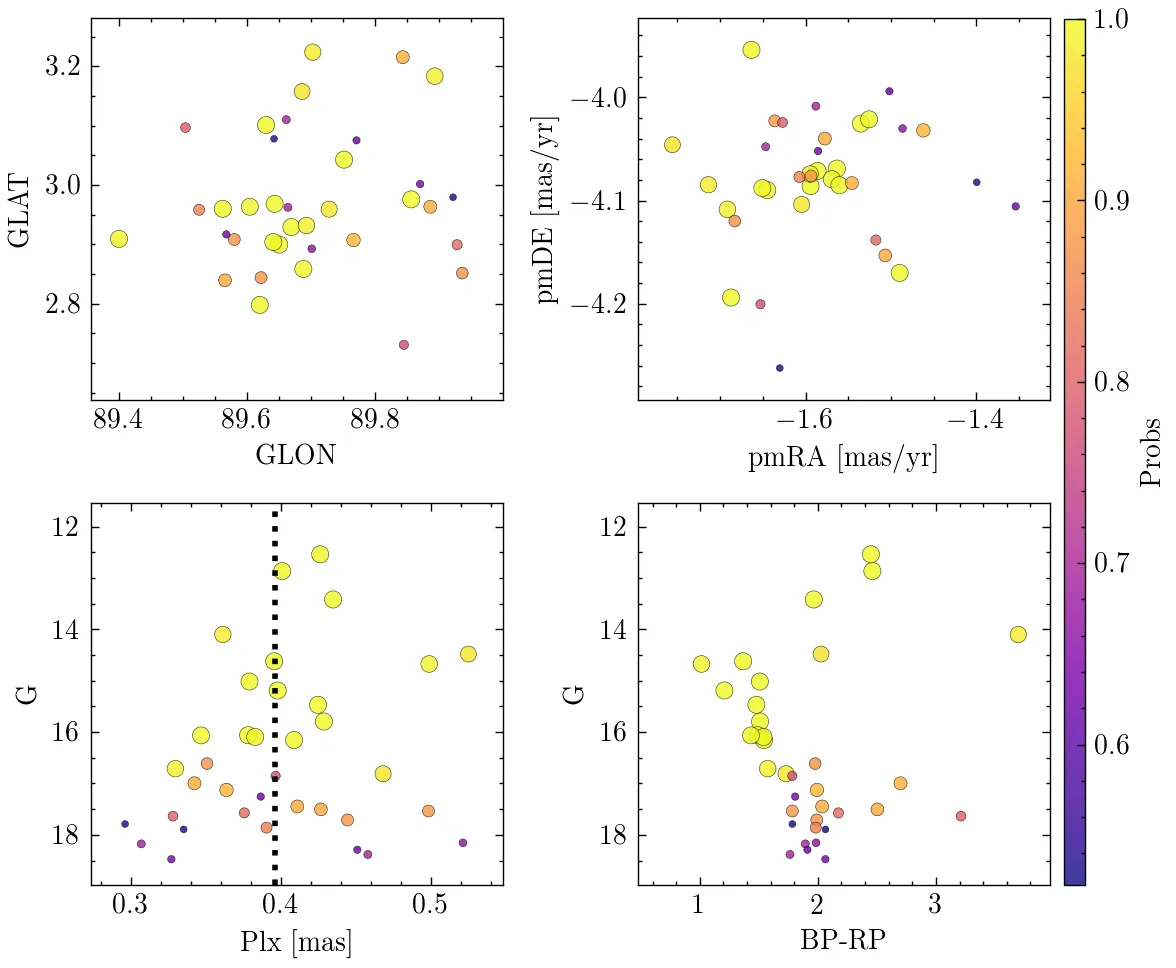 3.2
3.0
2.8
GLAT
89.4 89.6 89.8
GLON
−4.0
−4.1
−4.2
pmDE [mas/yr]
−1.6 −1.4
pmRA [mas/yr]
1.0
0.9
0.8
0.7
0.6
Probs
12
14
16
18
G
0.3 0.4 0.5
Plx [mas]
12
14
16
18
G
1 2 3
BP-RP